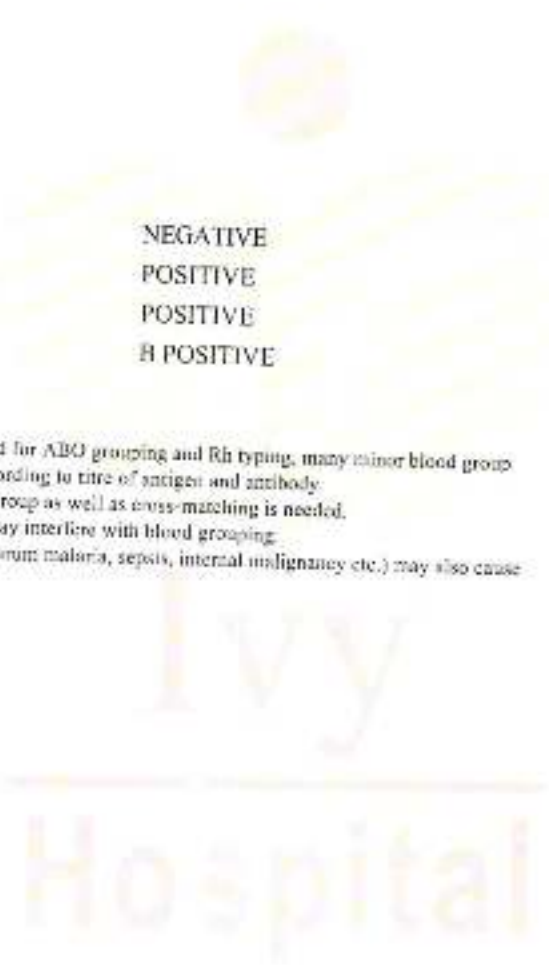 NEGATIVE
POSITIVE
POSITIVE
B POSITIVE
d for ABO grouping and Rh typing, many minor blood group
ording to titre of antigen and antibody.
roup as well as cross-matching is needed.
ay interfere with blood grouping.
rum malaria, sepsis, internal malignancy etc.) may also cause
Ivy
Hospital